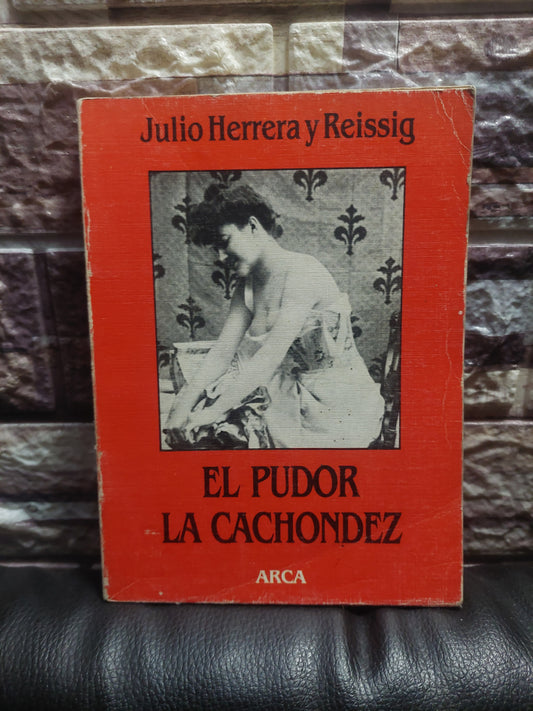 Julio Herrera y Reissig
EL PUDOR
LA CACHONDEZ
ARCA